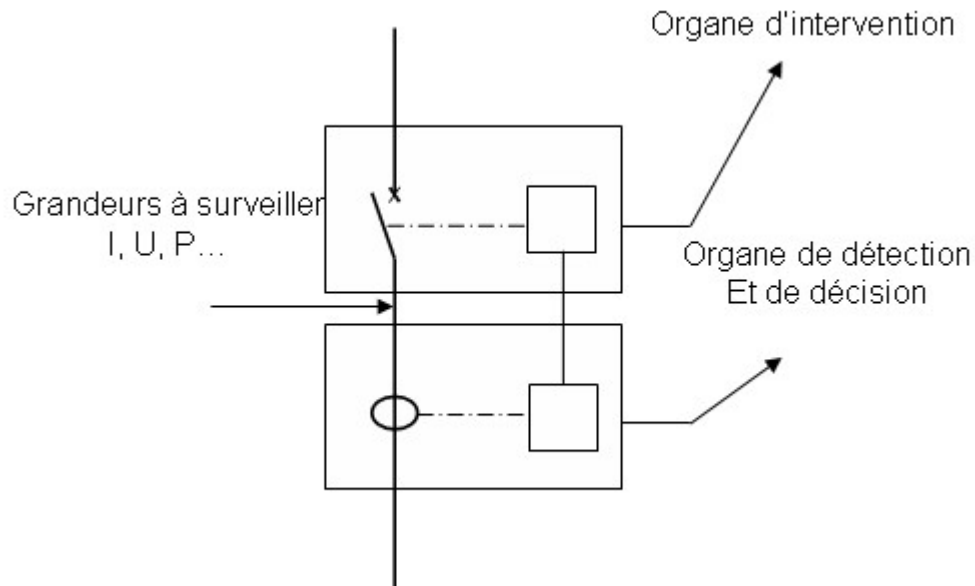 Organe d'intervention
Grandeurs à surveiller
I, U, P...
Organe de détection
Et de décision